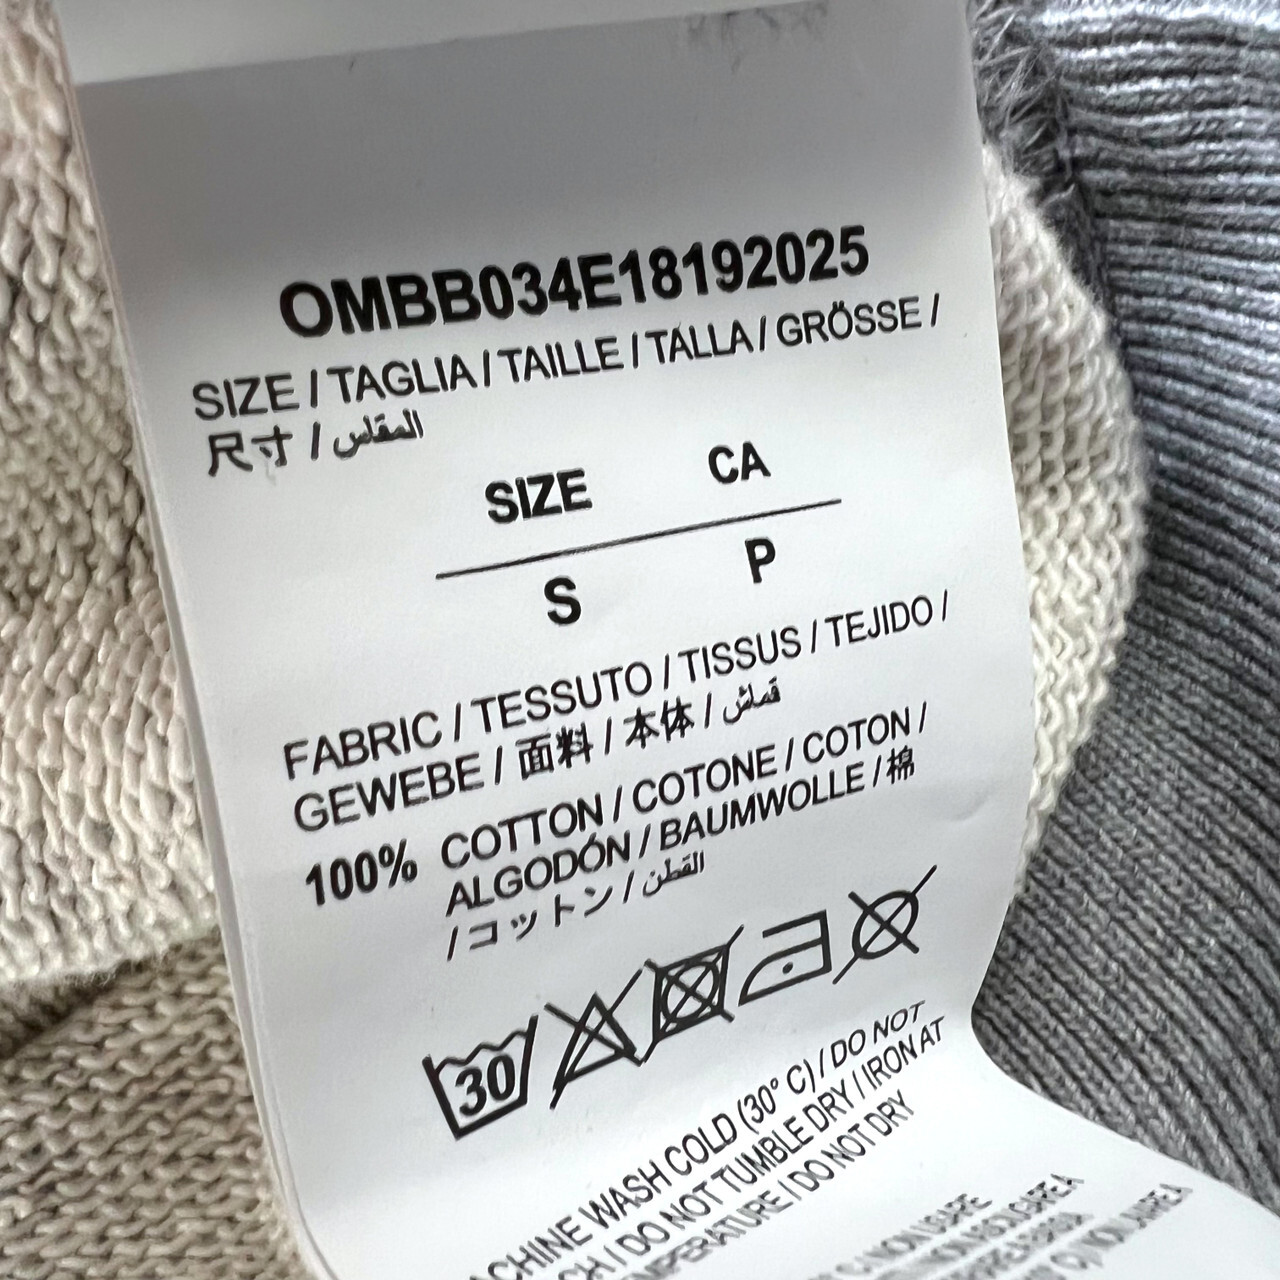 OMBB034E18192025
SIZE / TAGLIA / TAILLE / TALLA / GRÖSSE /
尺寸 / المقاس
SIZE CA
S P
FABRIC / TESSUTO / TISSUS / TEJIDO /
GEWEBE / 面料 / 本体 / قماش
100% COTTON / COTONE / COTON /
ALGODÓN / BAUMWOLLE / 棉
/ コットン / القطن
30
WASH COLD (30° C) / DO NOT
/ DO NOT TUMBLE DRY / IRON AT
/ DO NOT DRY
NON USARE